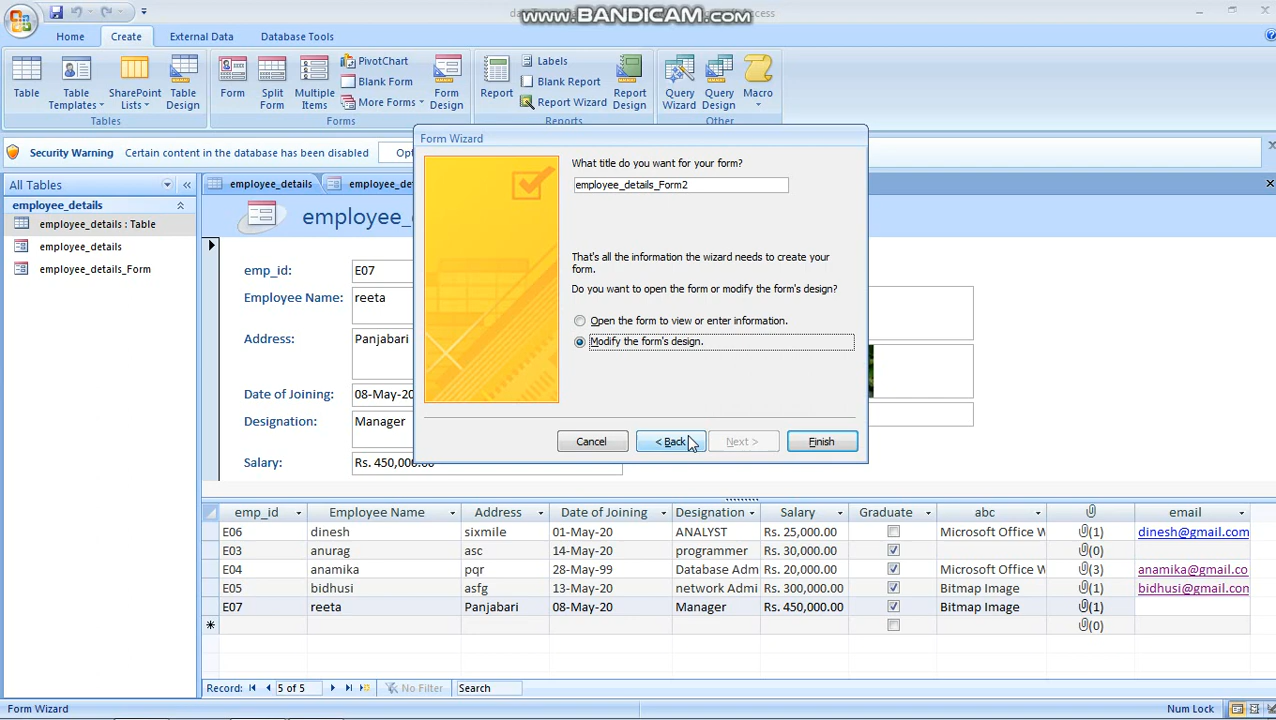 www.BANDICAM.com
Home
Create
External Data
Database Tools
Table
Table Templates
SharePoint Lists
Table Design
Tables
Form
Split Form
Multiple Items
PivotChart
Blank Form
More Forms
Form Design
Forms
Report
Labels
Blank Report
Report Wizard
Report Design
Reports
Query Wizard
Query Design
Macro
Other
Security Warning Certain content in the database has been disabled
All Tables
employee_details
employee_details : Table
employee_details
employee_details_Form
employee_details
emp_id: E07
Employee Name: reeta
Address: Panjabari
Date of Joining: 08-May-20
Designation: Manager
Salary: Rs. 450,000.00
Form Wizard
What title do you want for your form?
employee_details_Form2
That's all the information the wizard needs to create your
form.
Do you want to open the form or modify the form's design?
Open the form to view or enter information.
Modify the form's design.
Cancel < Back Next > Finish
emp_id Employee Name Address Date of Joining Designation Salary Graduate abc email
E06 dinesh sixmile 01-May-20 ANALYST Rs. 25,000.00 Microsoft Office W (1) dinesh@gmail.com
E03 anurag asc 14-May-20 programmer Rs. 30,000.00 (0)
E04 anamika pqr 28-May-99 Database Adm Rs. 20,000.00 Microsoft Office W (3) anamika@gmail.co
E05 bidhusi asfg 13-May-20 network Admi Rs. 300,000.00 Bitmap Image (1) bidhusi@gmail.con
E07 reeta Panjabari 08-May-20 Manager Rs. 450,000.00 Bitmap Image (1)
(0)
Record: 5 of 5 No Filter Search
Form Wizard
Num Lock